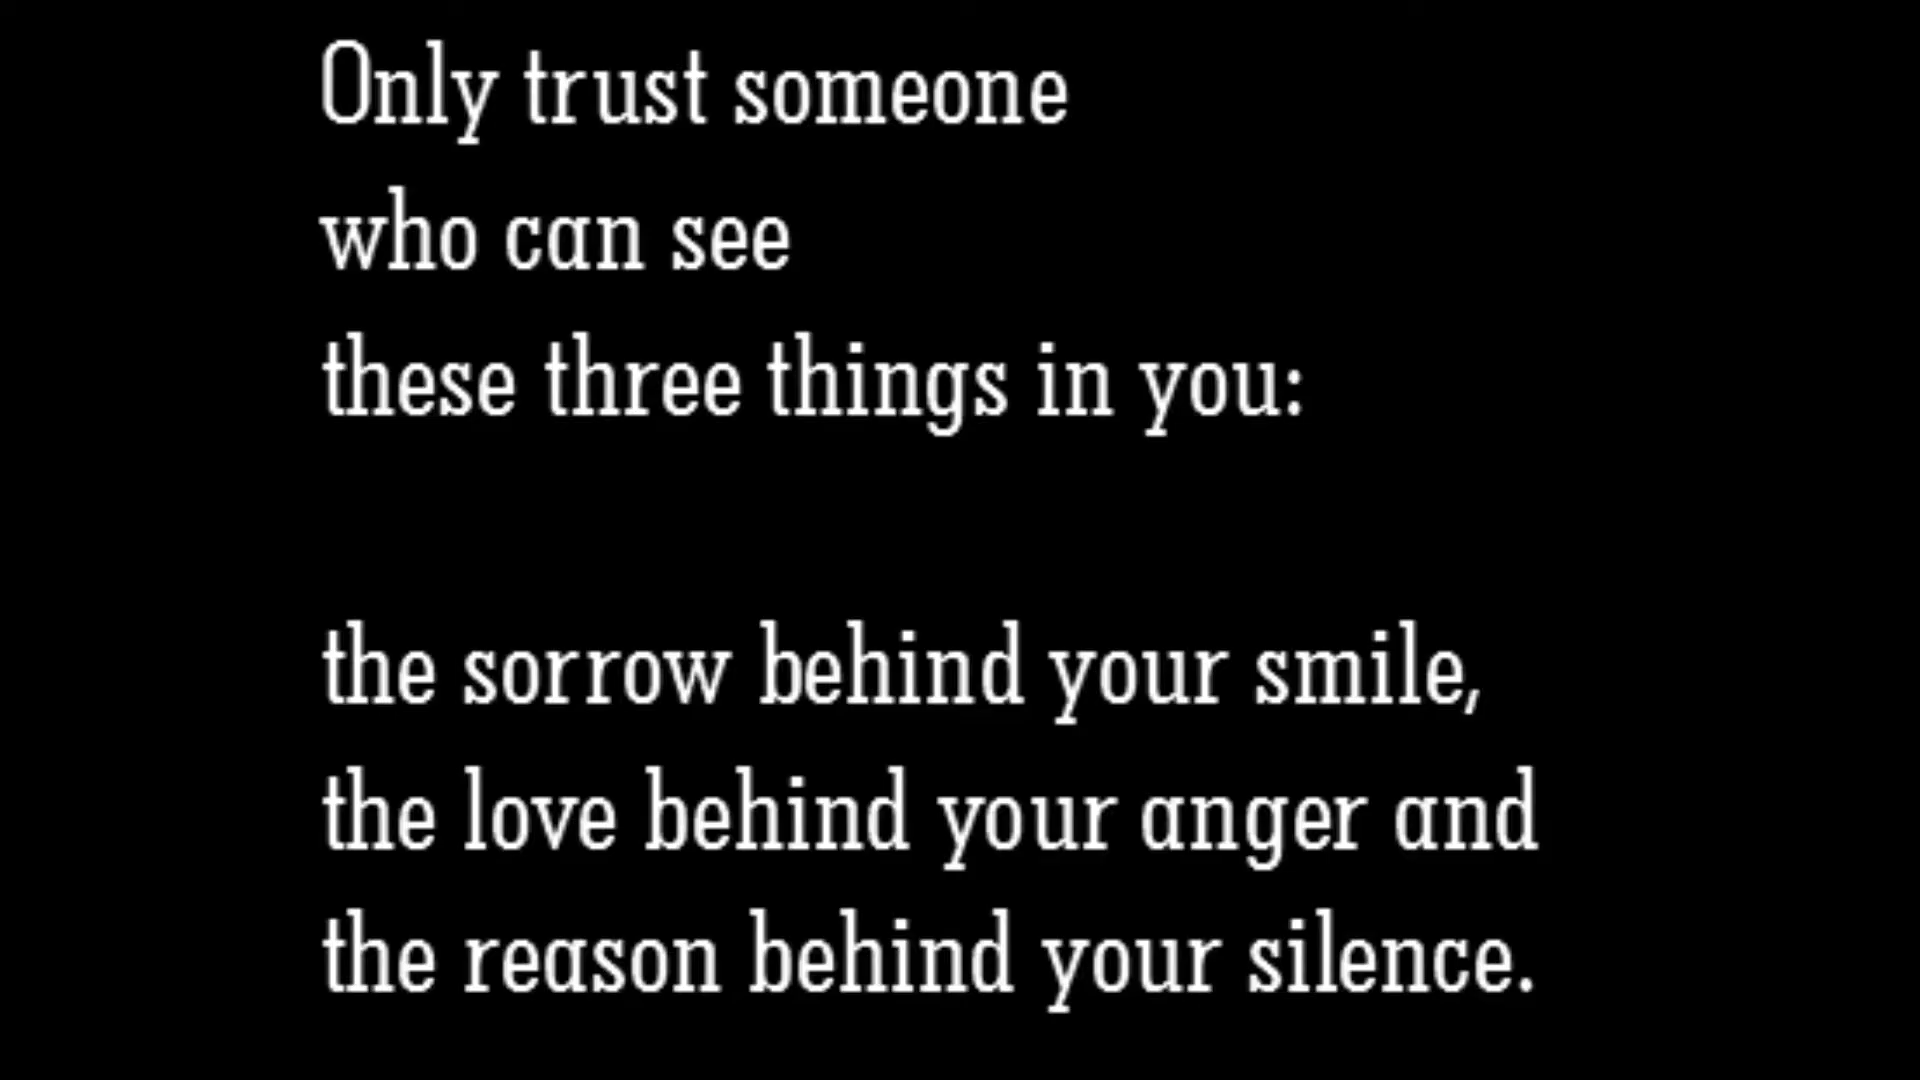 Only trust someone
who can see
these three things in you:
the sorrow behind your smile,
the love behind your anger and
the reason behind your silence.